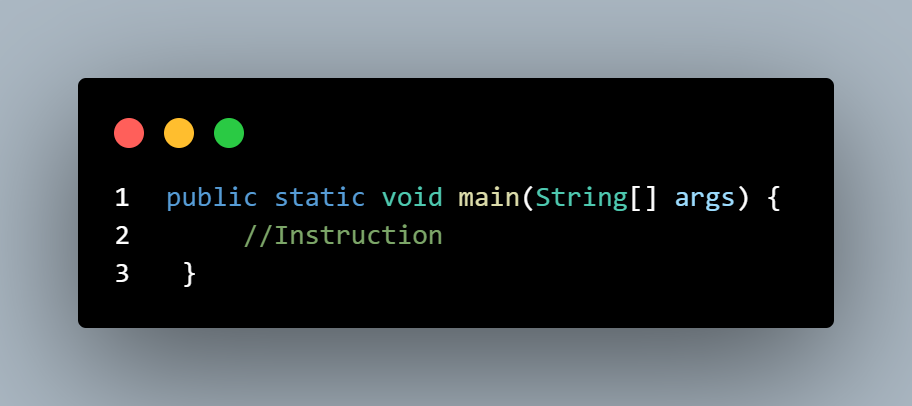 1 public static void main(String[] args) {
2     //Instruction
3 }